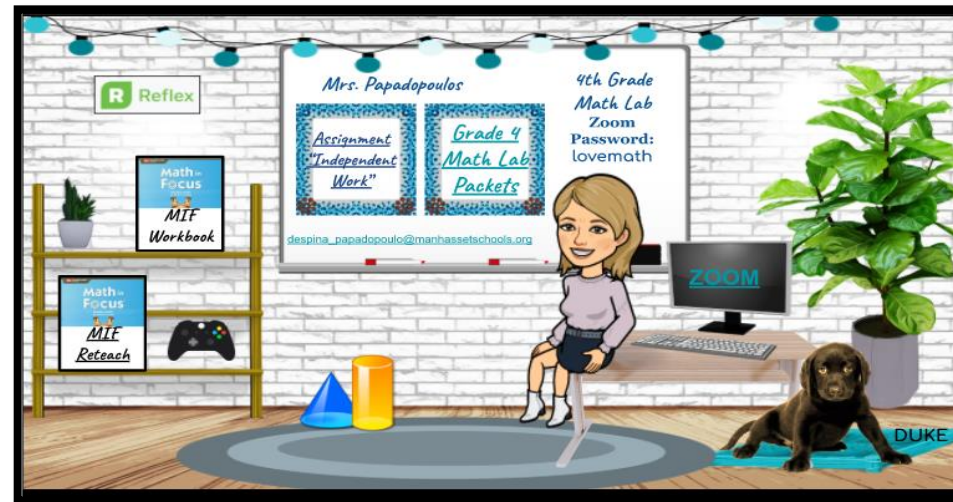 Reflex
Mrs. Papadopoulos
4th Grade
Math Lab
Zoom
Password:
lovemath
Assignment
"Independent
Work"
Grade 4
Math Lab
Packets
despina_papadopoulo@manhassetschools.org
Math in
Focus
MIF
Workbook
Math in
Focus
MIF
Reteach
ZOOM
DUKE